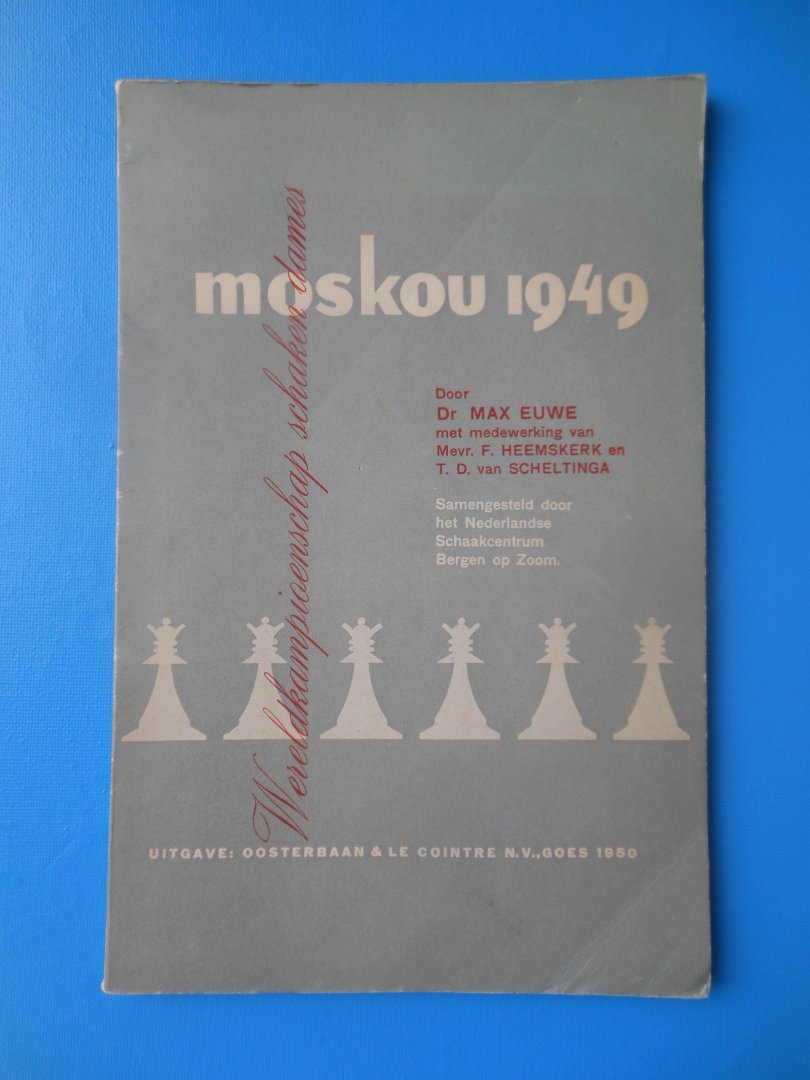 Wereldkampioenschap schaken dames
moskou 1949
Door
Dr MAX EUWE
met medewerking van
Mevr. F. HEEMSKERK en
T. D. van SCHELTINGA
Samengesteld door
het Nederlandse
Schaakcentrum
Bergen op Zoom.
UITGAVE: OOSTERBAAN & LE COINTRE N.V., GOES 1950